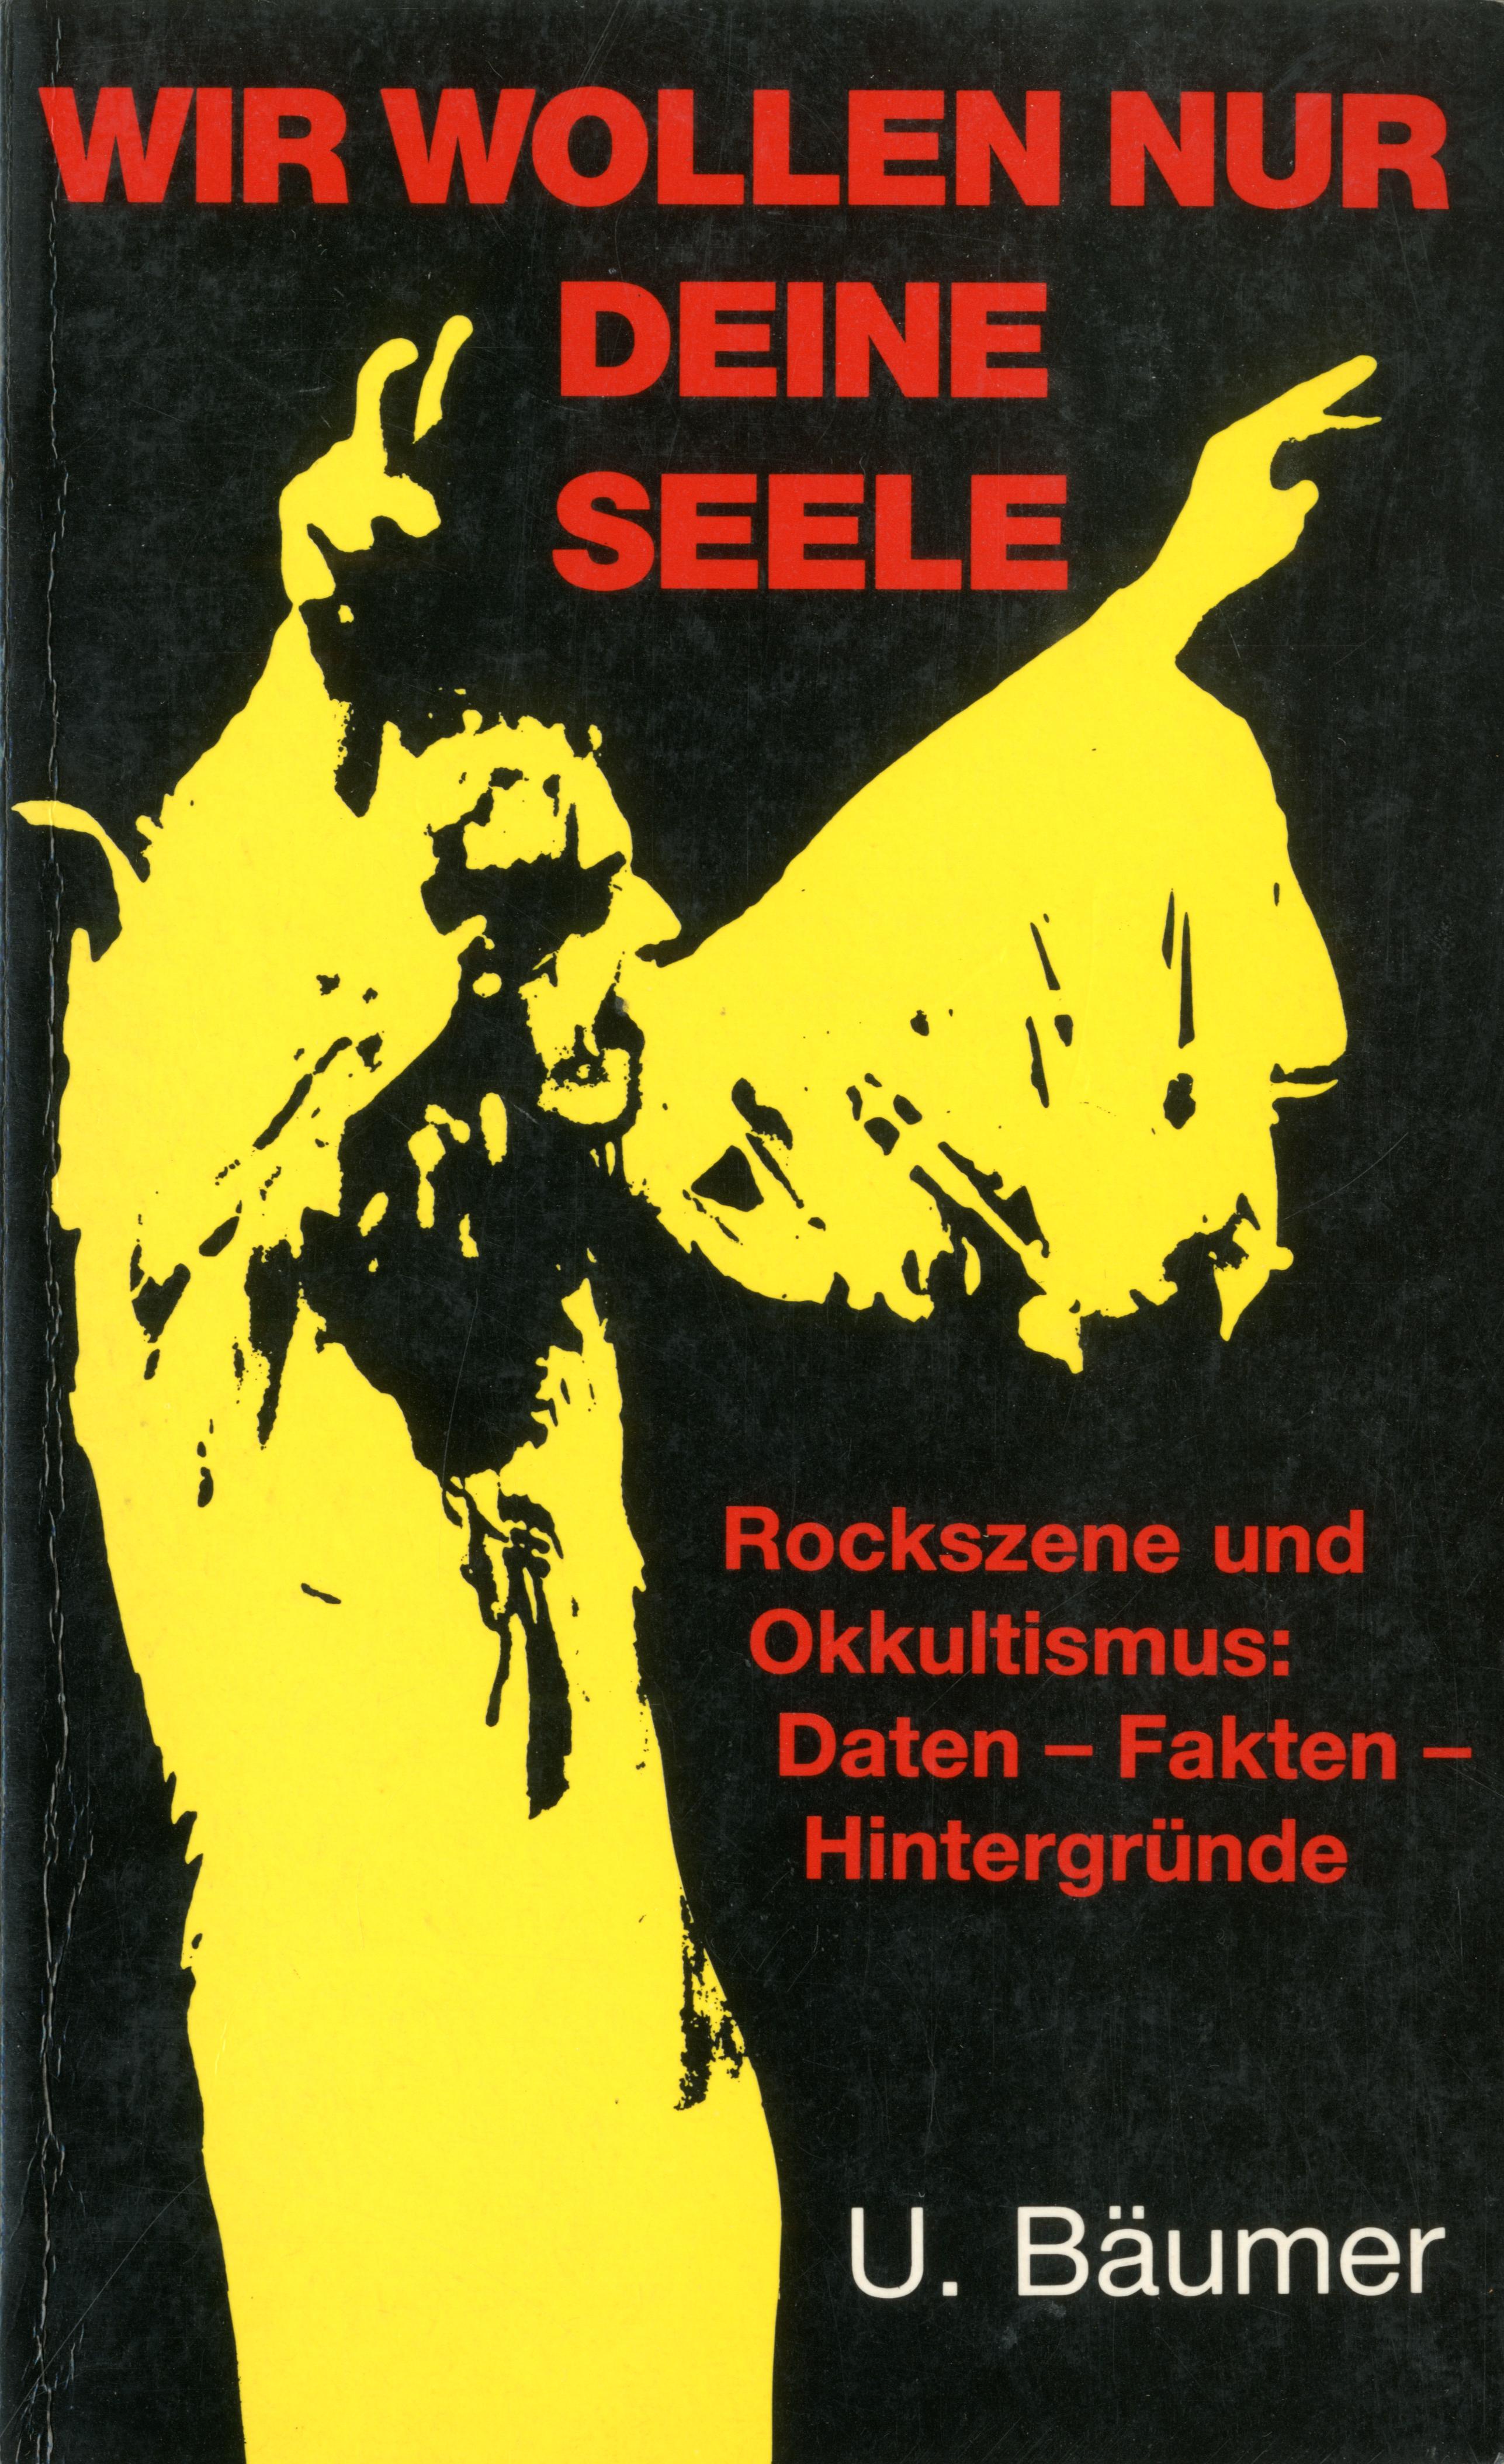 WIR WOLLEN NUR
DEINE
SEELE
Rockszene und
Okkultismus:
Daten – Fakten –
Hintergründe
U. Bäumer